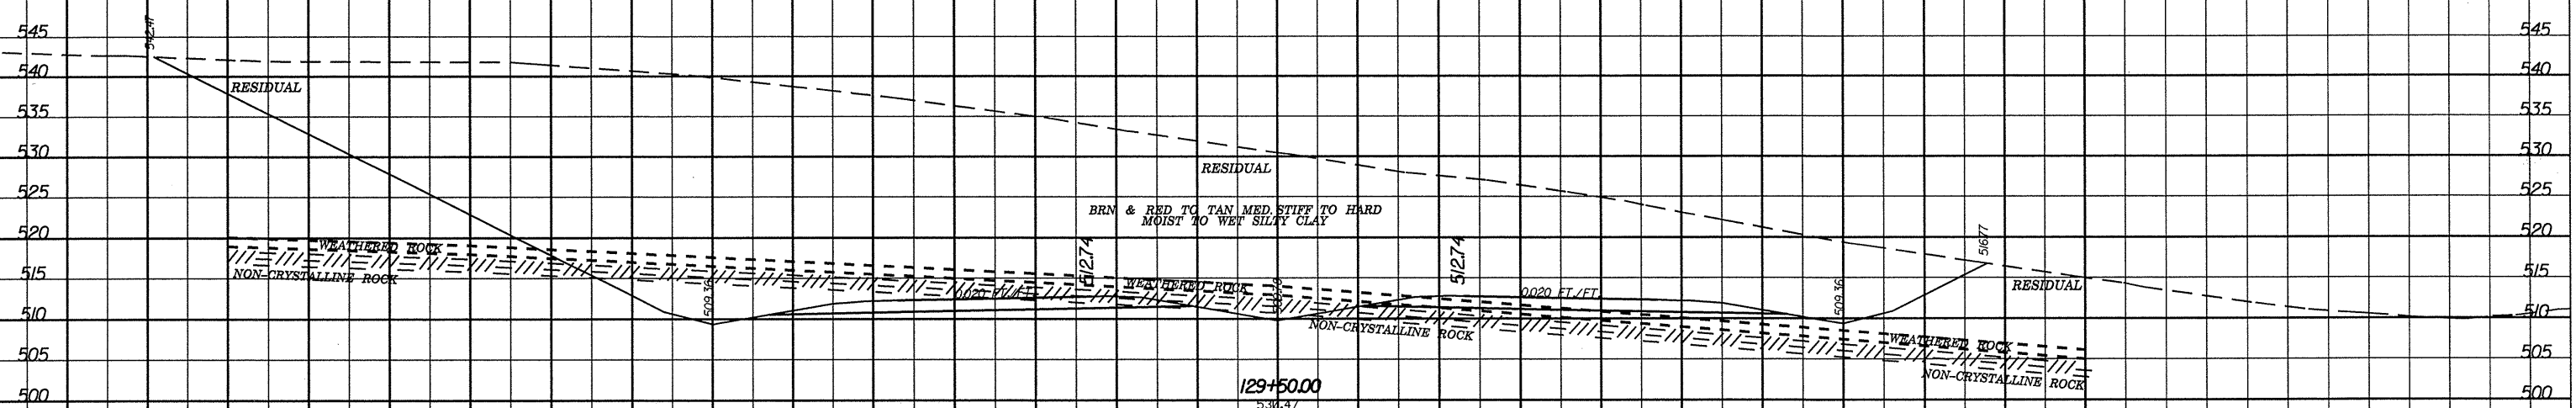 542.47
545 545
540 540
RESIDUAL
535 535
530 530
RESIDUAL
525 525
BRN & RED TO TAN MED. STIFF TO HARD
MOIST TO WET SILTY CLAY
520 520
516.77
WEATHERED ROCK
512.74 512.74
515 515
NON-CRYSTALLINE ROCK
WEATHERED ROCK
RESIDUAL
509.36
0.020 FT./FT.
0.020 FT./FT.
509.36
510 510
NON-CRYSTALLINE ROCK
WEATHERED ROCK
505 505
NON-CRYSTALLINE ROCK
129+50.00
500 500
530.47